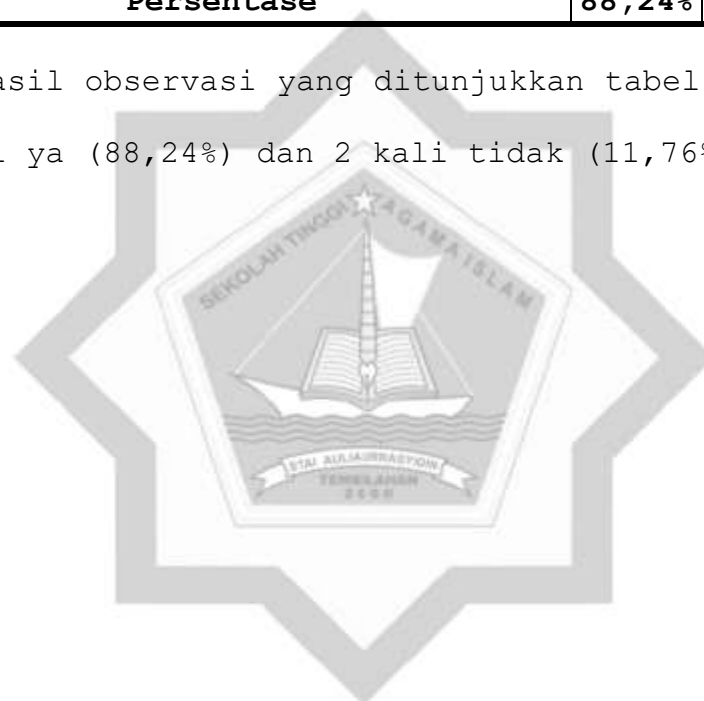 Persentase 88,24%
asil observasi yang ditunjukkan tabel
ya (88,24%) dan 2 kali tidak (11,76%
SEKOLAH TINGGI AGAMA ISLAM
STAI AULIAURRASYIDIN
TEMBILAHAN
2000